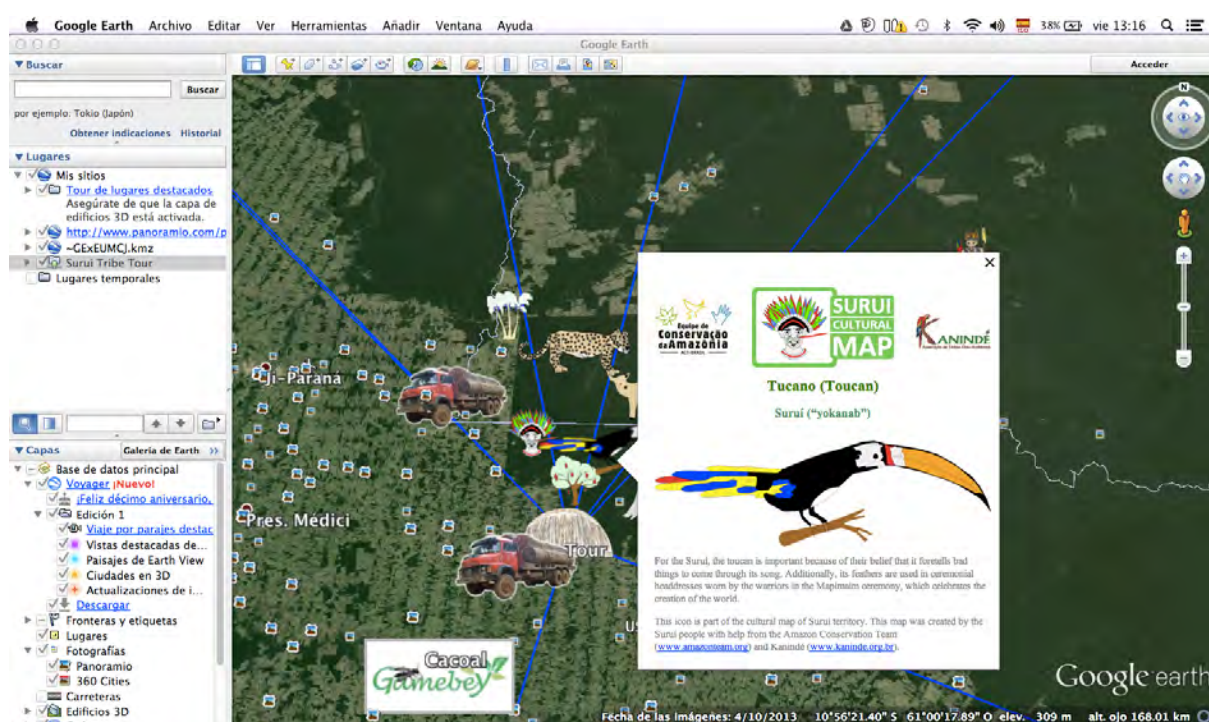 Google Earth Archivo Editar Ver Herramientas Añadir Ventana Ayuda
38% vie 13:16
Google Earth
Buscar
Acceder
Buscar
por ejemplo: Tokio (Japón)
Obtener indicaciones Historial
Lugares
Mis sitios
Tour de lugares destacados
Asegúrate de que la capa de
edificios 3D está activada.
http://www.panoramio.com/p
~GExEUMCJ.kmz
Surui Tribe Tour
Lugares temporales
Capas
Galería de Earth »
Base de datos principal
Voyager ¡Nuevo!
¡Feliz décimo aniversario,
Edición 1
Viaje por parajes destac
Vistas destacadas de...
Paisajes de Earth View
Ciudades en 3D
Actualizaciones de i...
Descargar
Fronteras y etiquetas
Lugares
Fotografías
Panoramio
360 Cities
Carreteras
Edificios 3D
N
Ji-Paraná
Pres. Médici
Tour
Cacoal
Gamebey
Equipe de
Conservação
da Amazônia
ACT-BRASIL
SURUI
CULTURAL
MAP
KANINDÉ
Tucano (Toucan)
Suruí ("yokanab")
For the Surui, the toucan is important because of their belief that it foretells bad
things to come through its song. Additionally, its feathers are used in ceremonial
headdresses worn by the warriors in the Mapimaim ceremony, which celebrates the
creation of the world.
This icon is part of the cultural map of Surui territory. This map was created by the
Surui people with help from the Amazon Conservation Team
(www.amazonteam.org) and Kanindé (www.kaninde.org.br).
Google earth
Fecha de las imágenes: 4/10/2013 10°56'21.40" S 61°00'17.89" O elev. 309 m alt. ojo 168.01 km